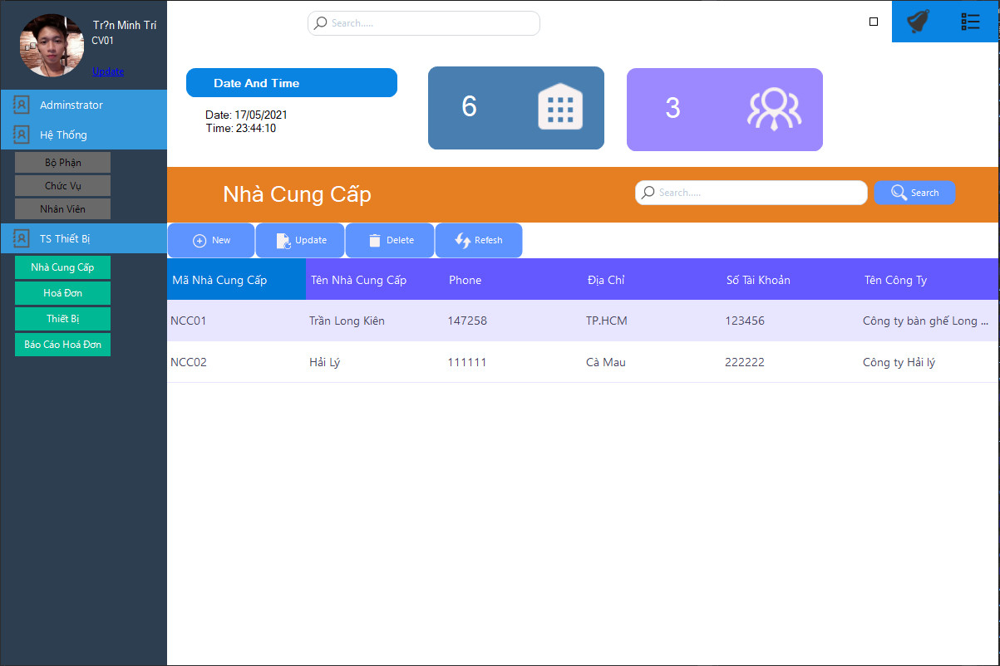 Tr?n Minh Trí
CV01
Update
Adminstrator
Hệ Thống
Bộ Phận
Chức Vụ
Nhân Viên
TS Thiết Bị
Nhà Cung Cấp
Hoá Đơn
Thiết Bị
Báo Cáo Hoá Đơn
Search.....
Date And Time
Date: 17/05/2021
Time: 23:44:10
6
3
Nhà Cung Cấp
Search.....
Search
New
Update
Delete
Refesh
Mã Nhà Cung Cấp Tên Nhà Cung Cấp Phone Địa Chỉ Số Tài Khoản Tên Công Ty
NCC01 Trần Long Kiên 147258 TP.HCM 123456 Công ty bàn ghế Long ...
NCC02 Hải Lý 111111 Cà Mau 222222 Công ty Hải lý